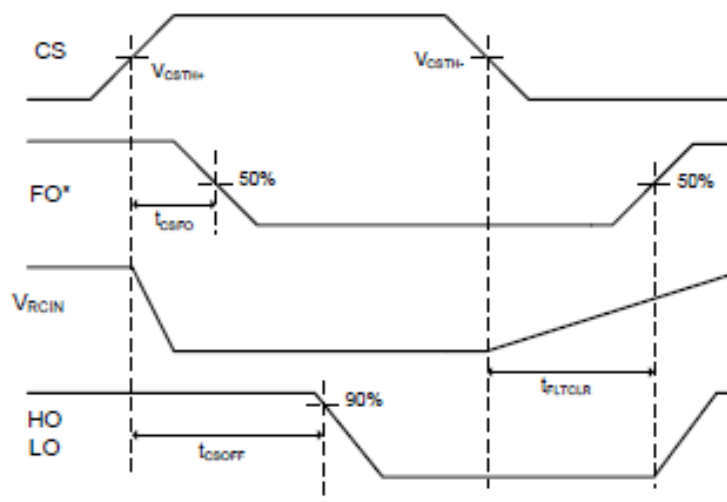 CS
VCSTH+
VCSTH-
FO*
50%
50%
tCSFO
VRCIN
tFLTCLR
HO
LO
90%
tCSOFF